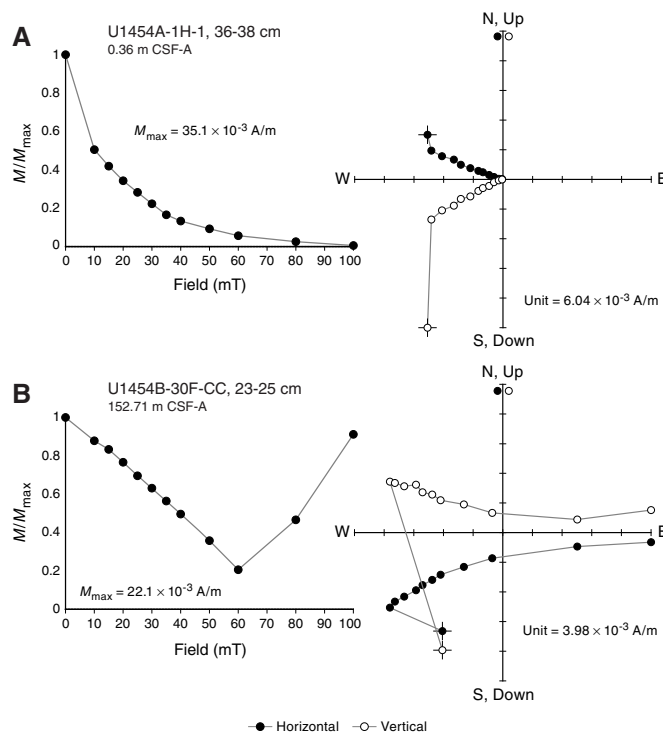 A
U1454A-1H-1, 36-38 cm
0.36 m CSF-A
1
0.8
0.6
0.4
0.2
0
M/Mmax
Mmax = 35.1 × 10⁻³ A/m
0 10 20 30 40 50 60 70 80 90 100
Field (mT)
N, Up
W
E
Unit = 6.04 × 10⁻³ A/m
S, Down
B
U1454B-30F-CC, 23-25 cm
152.71 m CSF-A
1
0.8
0.6
0.4
0.2
0
M/Mmax
Mmax = 22.1 × 10⁻³ A/m
0 10 20 30 40 50 60 70 80 90 100
Field (mT)
N, Up
W
E
Unit = 3.98 × 10⁻³ A/m
S, Down
Horizontal Vertical